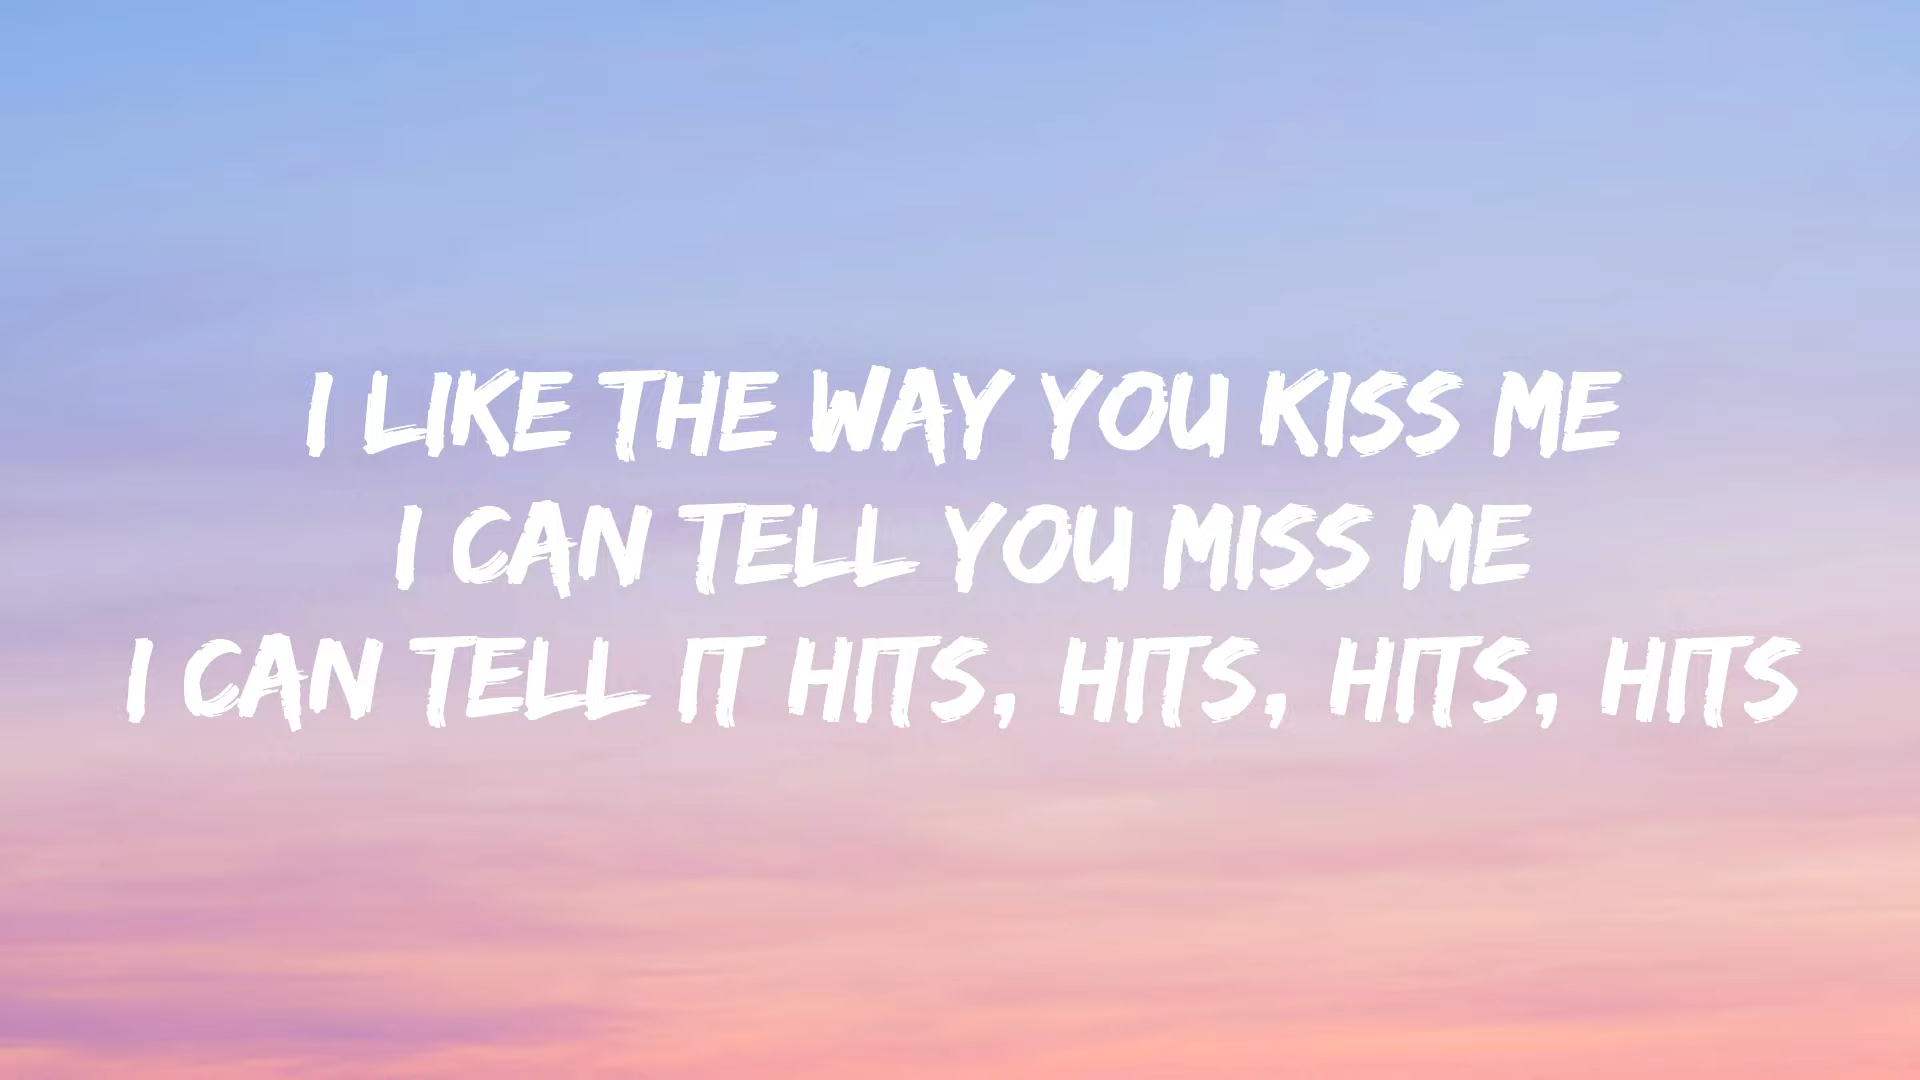 I LIKE THE WAY YOU KISS ME
I CAN TELL YOU MISS ME
I CAN TELL IT HITS, HITS, HITS, HITS